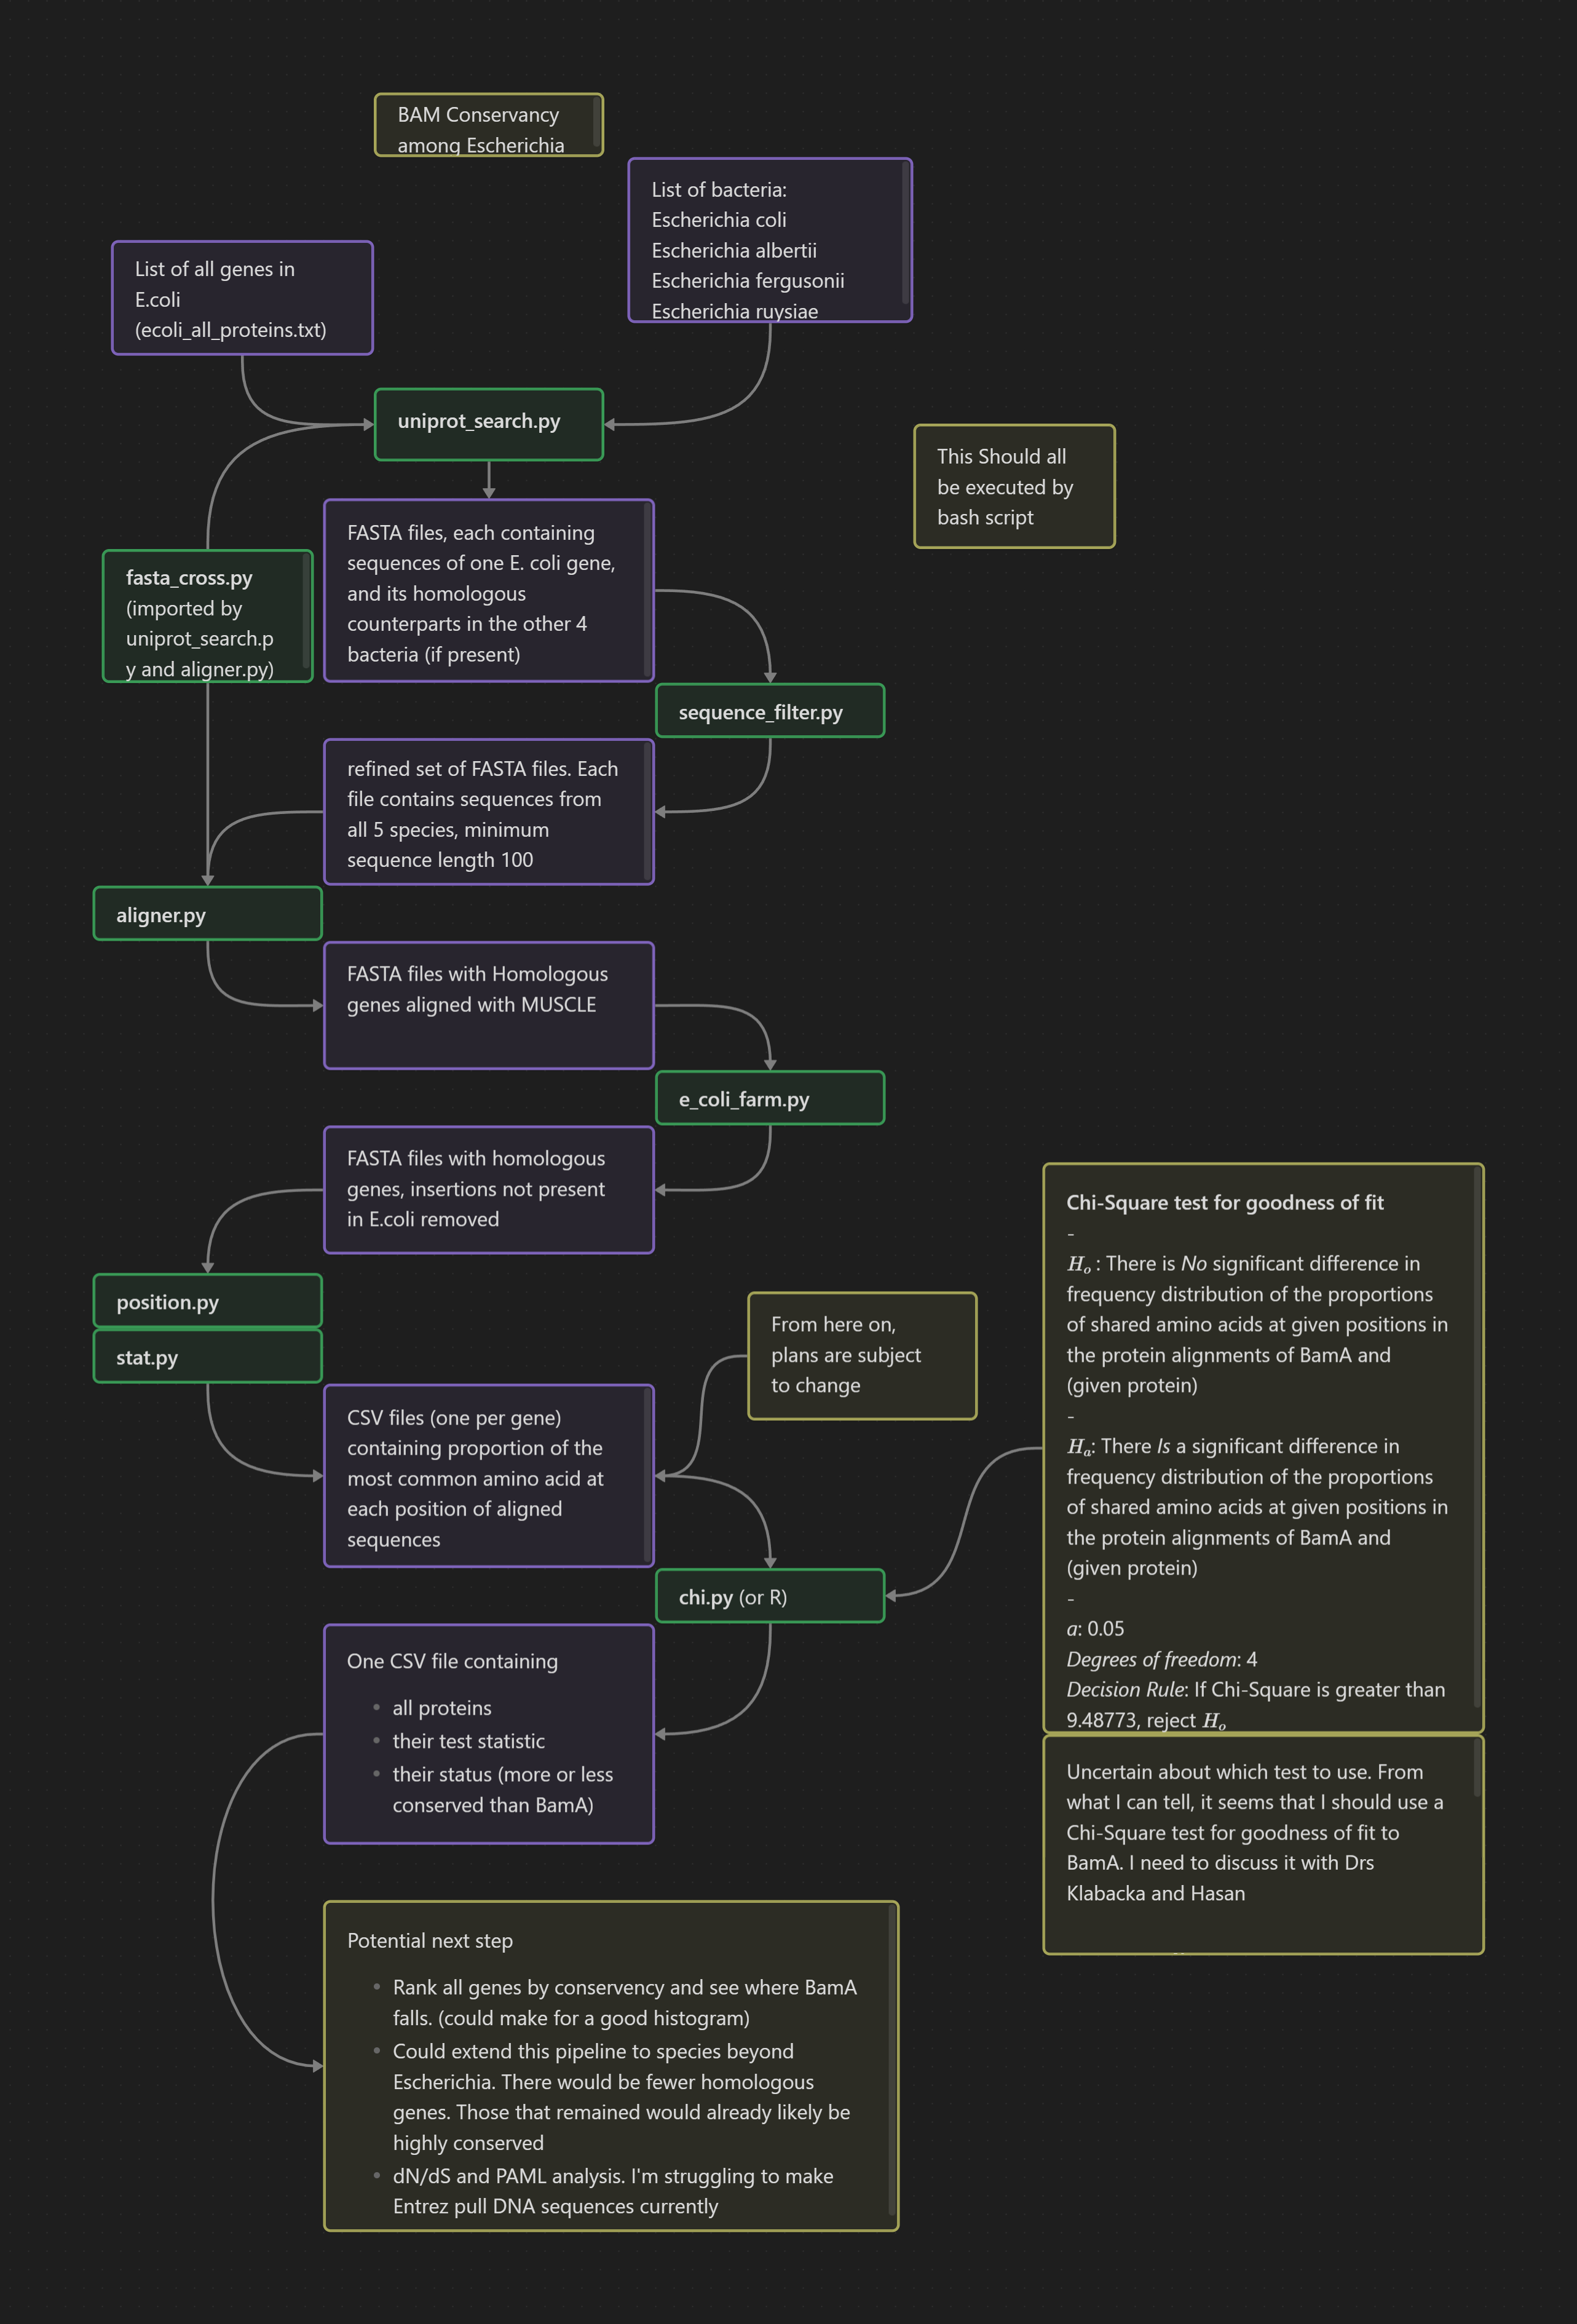 BAM Conservancy
among Escherichia
List of bacteria:
Escherichia coli
Escherichia albertii
Escherichia fergusonii
Escherichia ruysiae
List of all genes in
E.coli
(ecoli_all_proteins.txt)
uniprot_search.py
This Should all
be executed by
bash script
FASTA files, each containing
sequences of one E. coli gene,
and its homologous
counterparts in the other 4
bacteria (if present)
fasta_cross.py
(imported by
uniprot_search.p
y and aligner.py)
sequence_filter.py
refined set of FASTA files. Each
file contains sequences from
all 5 species, minimum
sequence length 100
aligner.py
FASTA files with Homologous
genes aligned with MUSCLE
e_coli_farm.py
FASTA files with homologous
genes, insertions not present
in E.coli removed
position.py
stat.py
From here on,
plans are subject
to change
CSV files (one per gene)
containing proportion of the
most common amino acid at
each position of aligned
sequences
Chi-Square test for goodness of fit
-
Hₒ : There is No significant difference in
frequency distribution of the proportions
of shared amino acids at given positions in
the protein alignments of BamA and
(given protein)
-
Hₐ: There Is a significant difference in
frequency distribution of the proportions
of shared amino acids at given positions in
the protein alignments of BamA and
(given protein)
-
a: 0.05
Degrees of freedom: 4
Decision Rule: If Chi-Square is greater than
9.48773, reject Hₒ
chi.py (or R)
One CSV file containing
• all proteins
• their test statistic
• their status (more or less
conserved than BamA)
Uncertain about which test to use. From
what I can tell, it seems that I should use a
Chi-Square test for goodness of fit to
BamA. I need to discuss it with Drs
Klabacka and Hasan
Potential next step
• Rank all genes by conservency and see where BamA
falls. (could make for a good histogram)
• Could extend this pipeline to species beyond
Escherichia. There would be fewer homologous
genes. Those that remained would already likely be
highly conserved
• dN/dS and PAML analysis. I'm struggling to make
Entrez pull DNA sequences currently